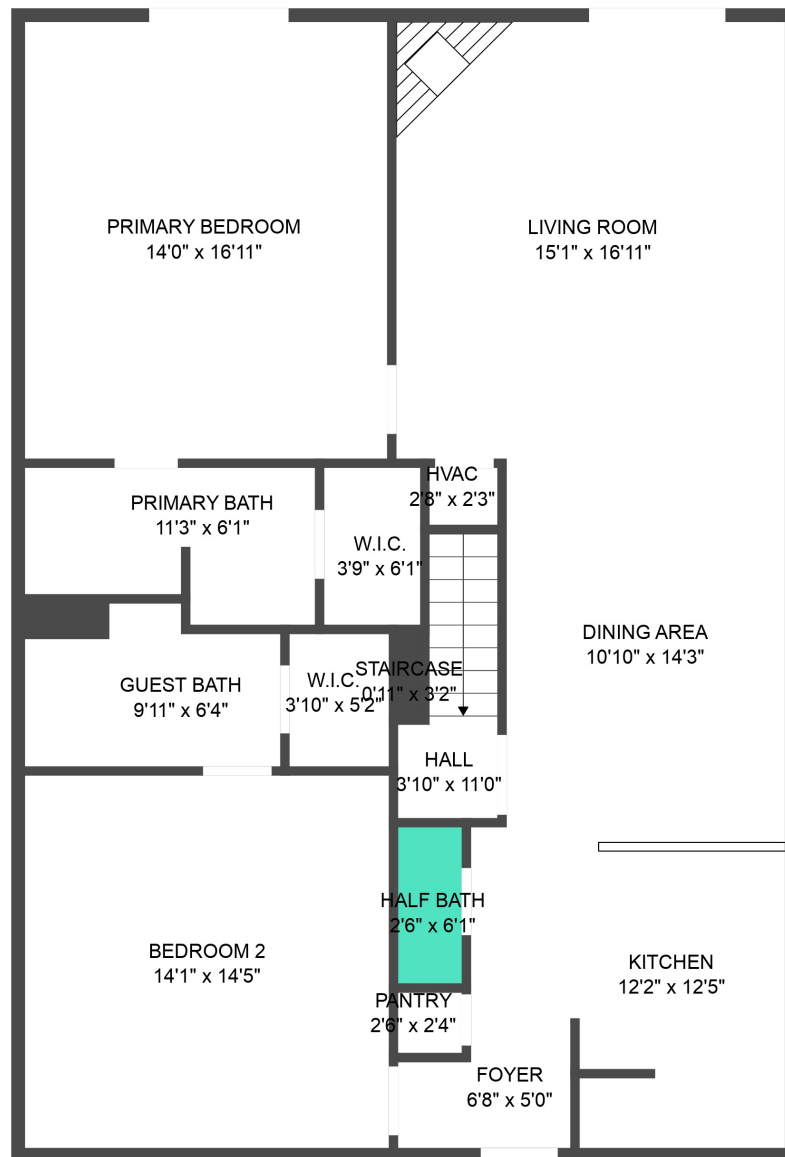 PRIMARY BEDROOM
14'0" x 16'11"
LIVING ROOM
15'1" x 16'11"
HVAC
2'8" x 2'3"
PRIMARY BATH
11'3" x 6'1"
W.I.C.
3'9" x 6'1"
DINING AREA
10'10" x 14'3"
STAIRCASE
0'11" x 3'2"
W.I.C.
3'10" x 5'2"
GUEST BATH
9'11" x 6'4"
HALL
3'10" x 11'0"
HALF BATH
2'6" x 6'1"
BEDROOM 2
14'1" x 14'5"
KITCHEN
12'2" x 12'5"
PANTRY
2'6" x 2'4"
FOYER
6'8" x 5'0"